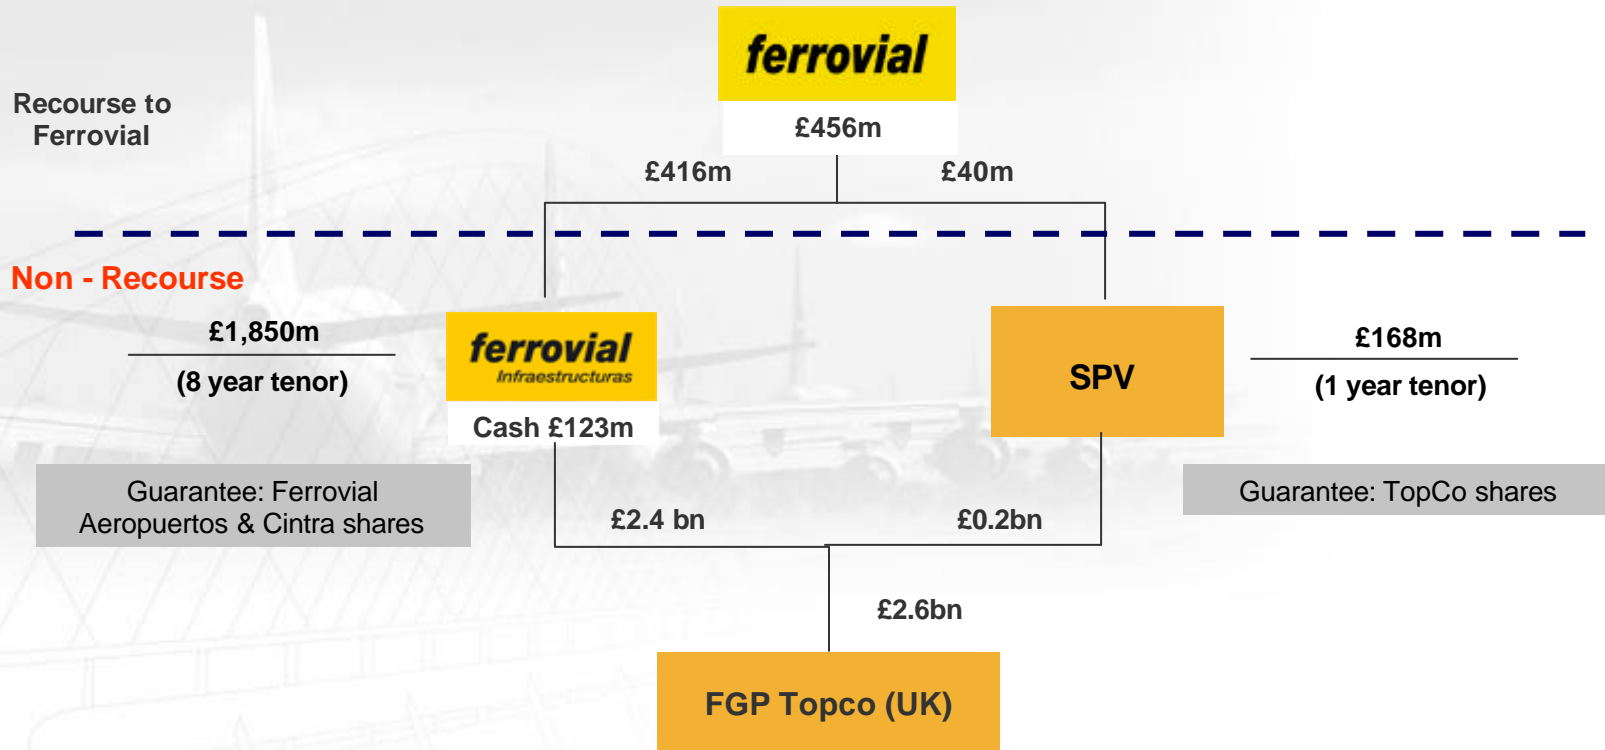 ferrovial
Recourse to
Ferrovial
£456m
£416m
£40m
Non - Recourse
£1,850m
(8 year tenor)
ferrovial
Infraestructuras
Cash £123m
SPV
£168m
(1 year tenor)
Guarantee: Ferrovial
Aeropuertos & Cintra shares
Guarantee: TopCo shares
£2.4 bn
£0.2bn
£2.6bn
FGP Topco (UK)